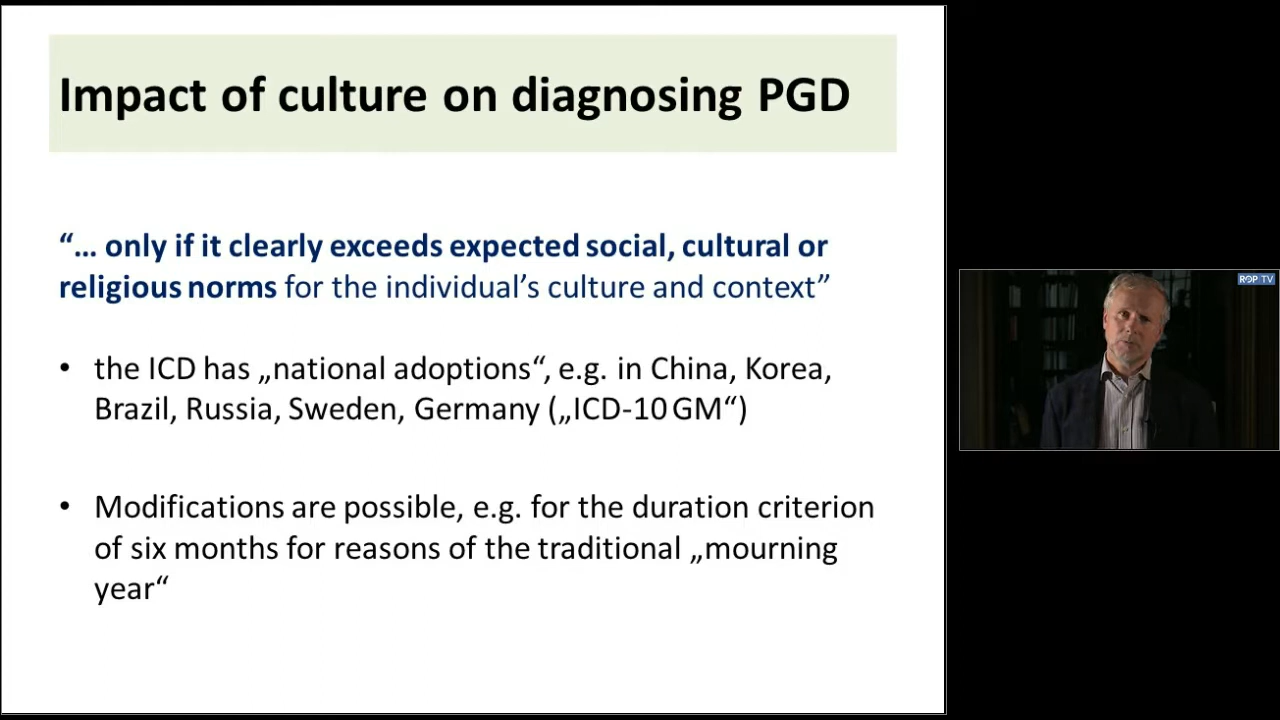 Impact of culture on diagnosing PGD
“... only if it clearly exceeds expected social, cultural or
religious norms for the individual’s culture and context”
• the ICD has „national adoptions“, e.g. in China, Korea,
Brazil, Russia, Sweden, Germany („ICD-10 GM“)
• Modifications are possible, e.g. for the duration criterion
of six months for reasons of the traditional „mourning
year“
ROP TV